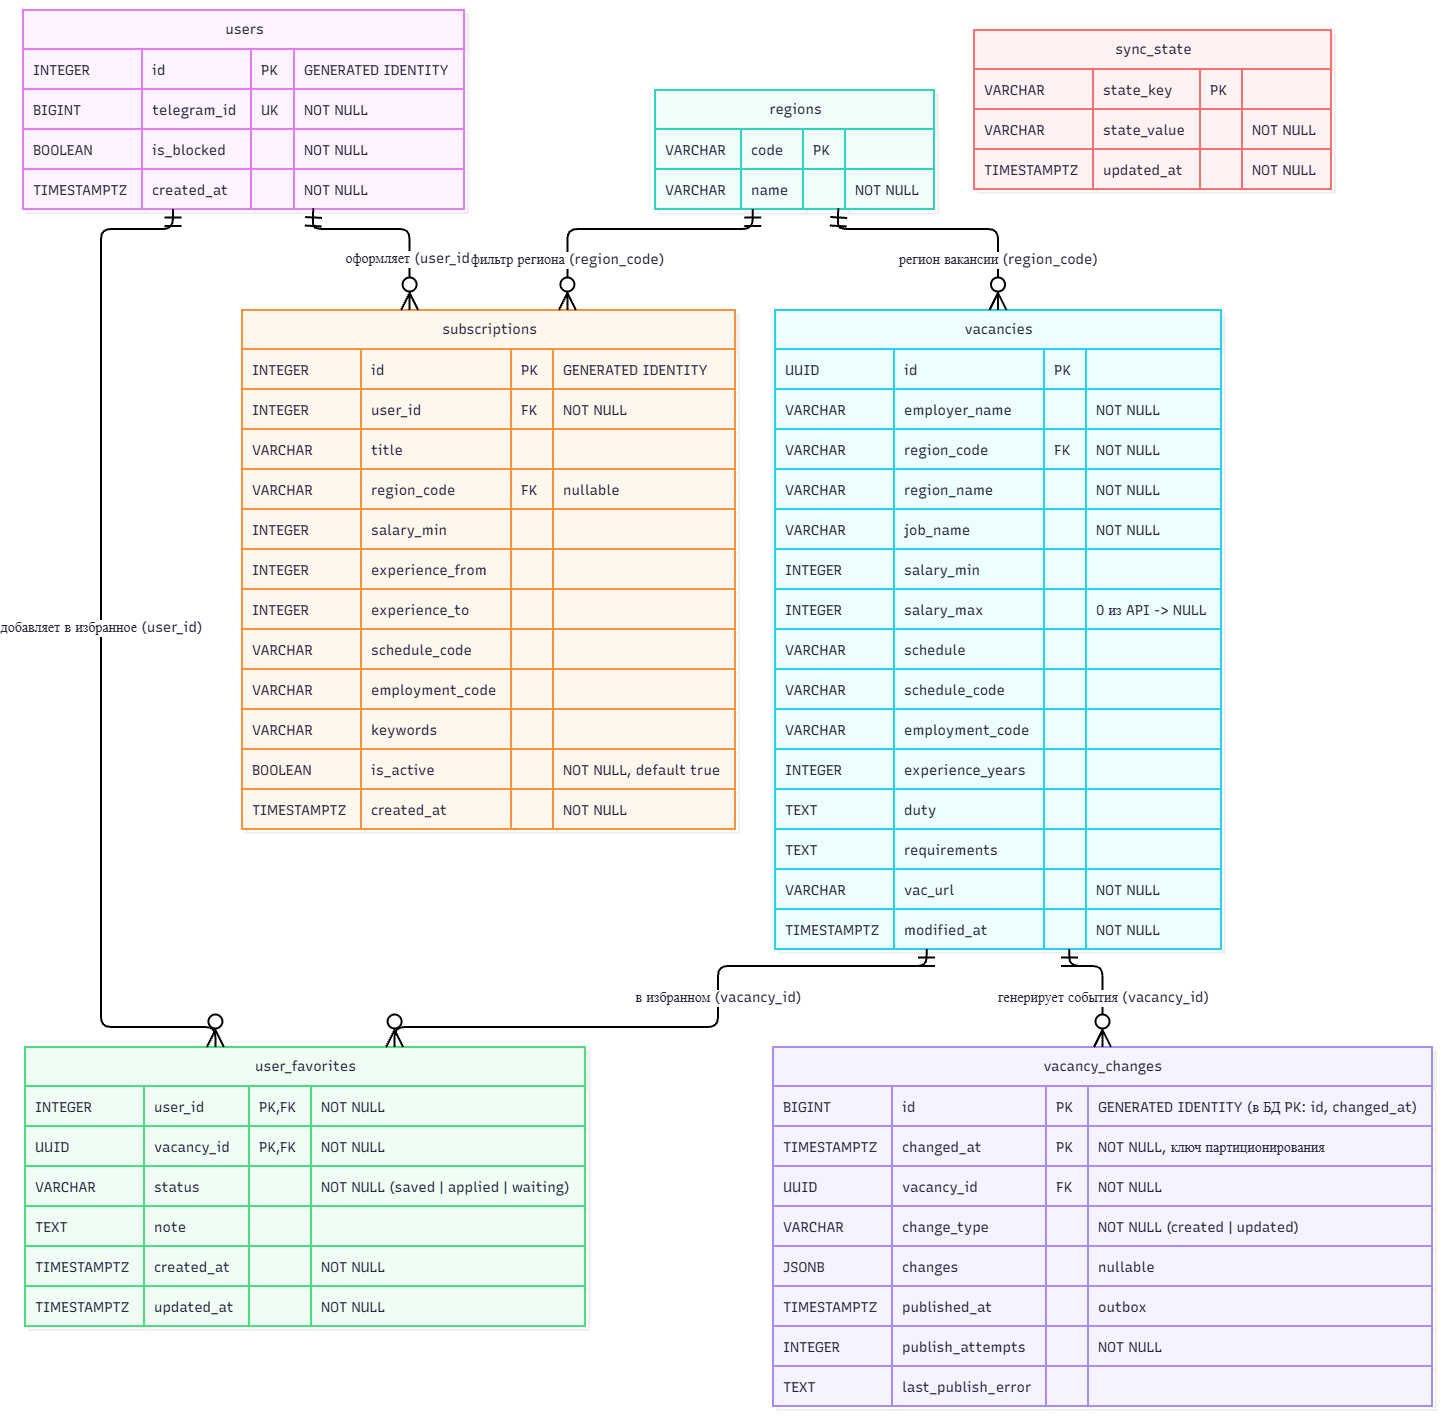 users
INTEGER id PK GENERATED IDENTITY
BIGINT telegram_id UK NOT NULL
BOOLEAN is_blocked NOT NULL
TIMESTAMPTZ created_at NOT NULL
regions
VARCHAR code PK
VARCHAR name NOT NULL
sync_state
VARCHAR state_key PK
VARCHAR state_value NOT NULL
TIMESTAMPTZ updated_at NOT NULL
оформляет (user_id
фильтр региона (region_code)
регион вакансии (region_code)
subscriptions
INTEGER id PK GENERATED IDENTITY
INTEGER user_id FK NOT NULL
VARCHAR title
VARCHAR region_code FK nullable
INTEGER salary_min
INTEGER experience_from
INTEGER experience_to
VARCHAR schedule_code
VARCHAR employment_code
VARCHAR keywords
BOOLEAN is_active NOT NULL, default true
TIMESTAMPTZ created_at NOT NULL
vacancies
UUID id PK
VARCHAR employer_name NOT NULL
VARCHAR region_code FK NOT NULL
VARCHAR region_name NOT NULL
VARCHAR job_name NOT NULL
INTEGER salary_min
INTEGER salary_max 0 из API -> NULL
VARCHAR schedule
VARCHAR schedule_code
VARCHAR employment_code
INTEGER experience_years
TEXT duty
TEXT requirements
VARCHAR vac_url NOT NULL
TIMESTAMPTZ modified_at NOT NULL
добавляет в избранное (user_id)
в избранном (vacancy_id)
генерирует события (vacancy_id)
user_favorites
INTEGER user_id PK,FK NOT NULL
UUID vacancy_id PK,FK NOT NULL
VARCHAR status NOT NULL (saved | applied | waiting)
TEXT note
TIMESTAMPTZ created_at NOT NULL
TIMESTAMPTZ updated_at NOT NULL
vacancy_changes
BIGINT id PK GENERATED IDENTITY (в БД PK: id, changed_at)
TIMESTAMPTZ changed_at PK NOT NULL, ключ партиционирования
UUID vacancy_id FK NOT NULL
VARCHAR change_type NOT NULL (created | updated)
JSONB changes nullable
TIMESTAMPTZ published_at outbox
INTEGER publish_attempts NOT NULL
TEXT last_publish_error